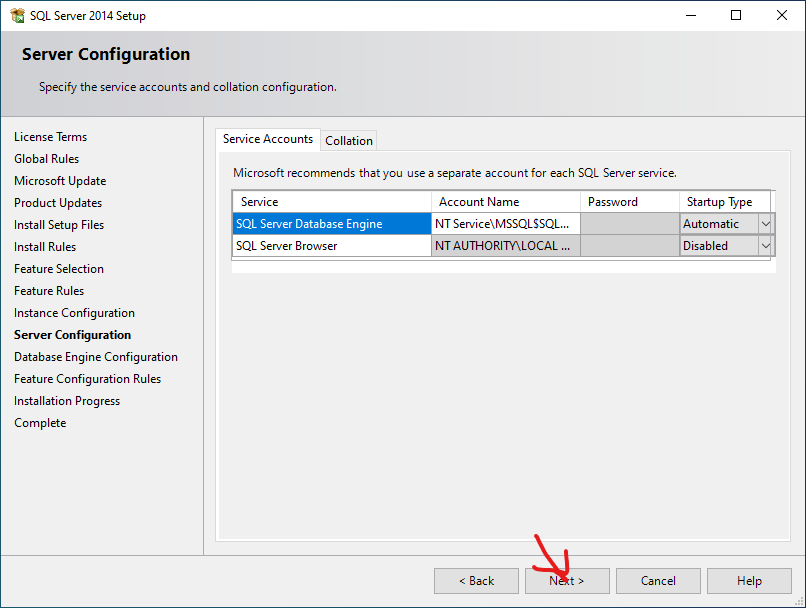 SQL Server 2014 Setup
Server Configuration
Specify the service accounts and collation configuration.
License Terms
Global Rules
Microsoft Update
Product Updates
Install Setup Files
Install Rules
Feature Selection
Feature Rules
Instance Configuration
Server Configuration
Database Engine Configuration
Feature Configuration Rules
Installation Progress
Complete
Service Accounts Collation
Microsoft recommends that you use a separate account for each SQL Server service.
Service Account Name Password Startup Type
SQL Server Database Engine NT Service\MSSQL$SQL... Automatic
SQL Server Browser NT AUTHORITY\LOCAL ... Disabled
< Back Next > Cancel Help